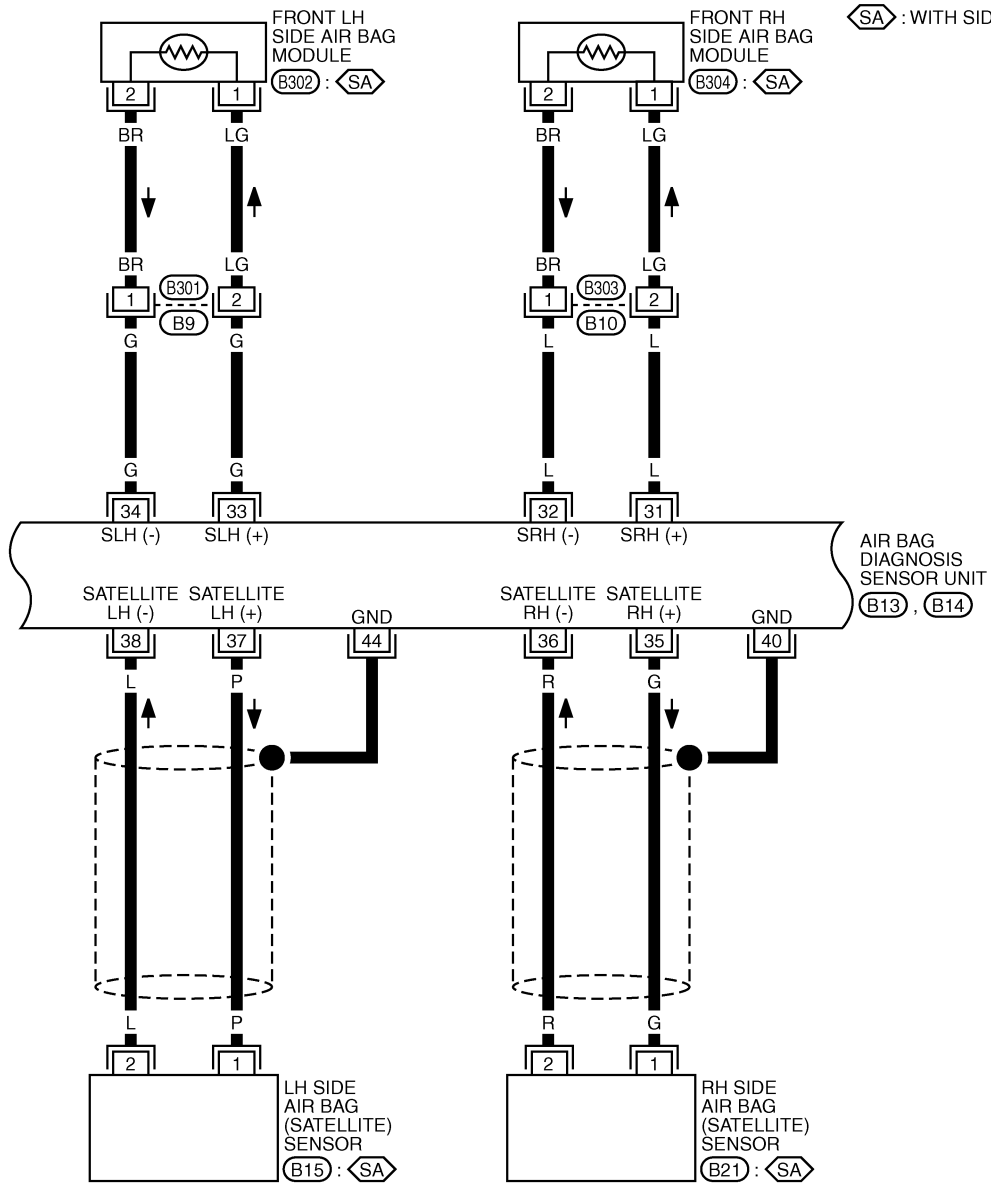 FRONT LH
SIDE AIR BAG
MODULE
B302 : SA
FRONT RH
SIDE AIR BAG
MODULE
B304 : SA
SA : WITH SID
2 1 2 1
BR LG BR LG
BR LG BR LG
1 B301 2 1 B303 2
B9 B10
G G L L
G G L L
34 33 32 31
SLH (-) SLH (+) SRH (-) SRH (+)
AIR BAG
DIAGNOSIS
SENSOR UNIT
B13 , B14
SATELLITE
LH (-)
SATELLITE
LH (+)
GND
SATELLITE
RH (-)
SATELLITE
RH (+)
GND
38 37 44 36 35 40
L P R G
L P R G
2 1 2 1
LH SIDE
AIR BAG
(SATELLITE)
SENSOR
B15 : SA
RH SIDE
AIR BAG
(SATELLITE)
SENSOR
B21 : SA